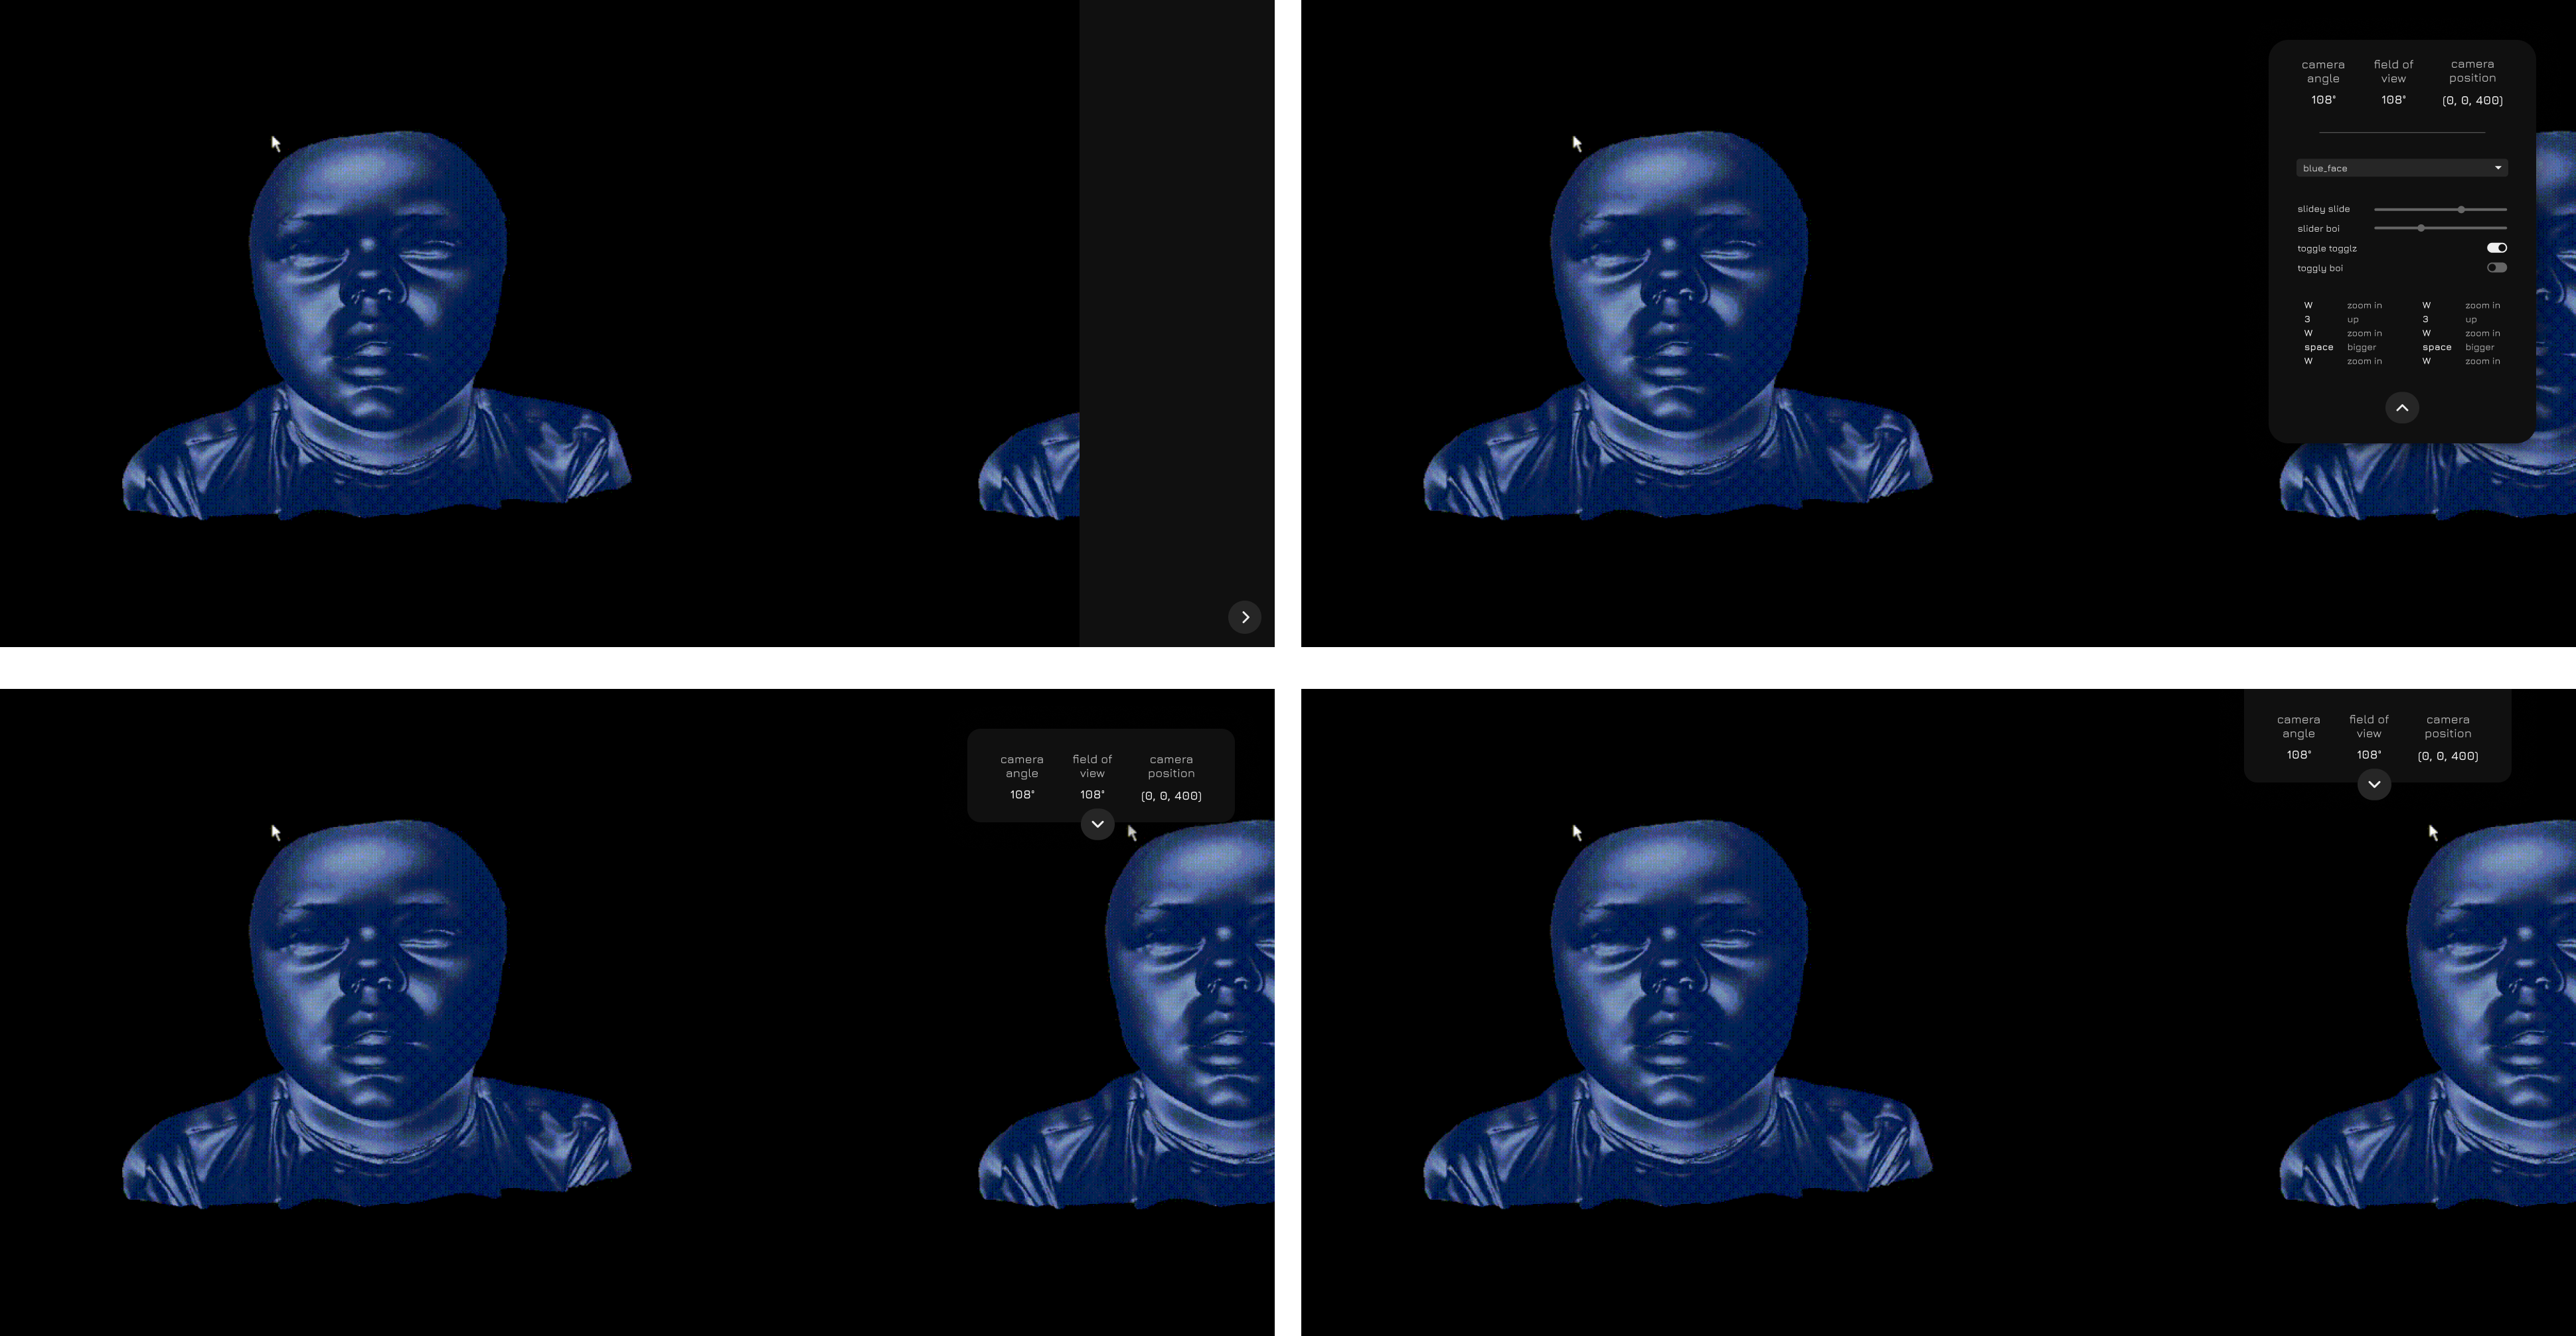 camera angle
field of view
camera position
108°
108°
(0, 0, 400)
blue_face
slidey slide
slider boi
toggle togglz
toggly boi
W zoom in W zoom in
3 up 3 up
W zoom in W zoom in
space bigger space bigger
W zoom in W zoom in
camera angle
field of view
camera position
108°
108°
(0, 0, 400)
camera angle
field of view
camera position
108°
108°
(0, 0, 400)